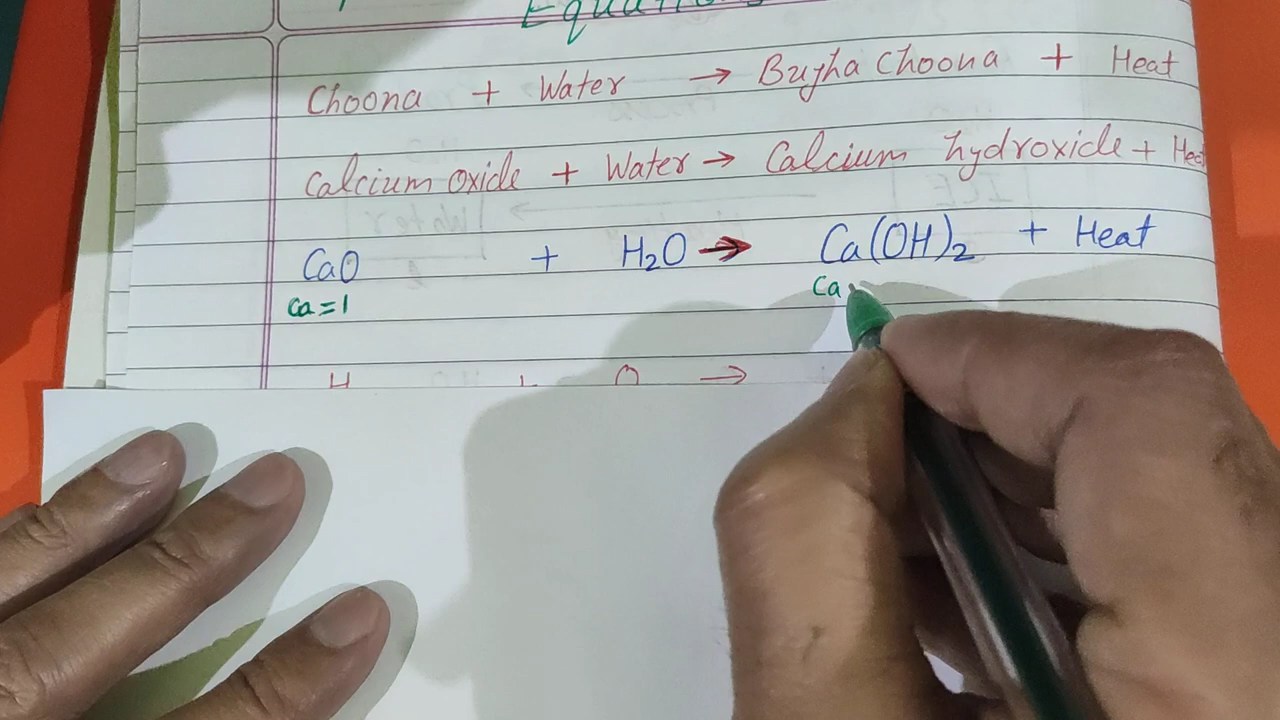 Equations
Choona + Water → Bujha Choona + Heat
Calcium oxide + Water → Calcium hydroxide + Heat
CaO + H₂O → Ca(OH)₂ + Heat
Ca=1 Ca